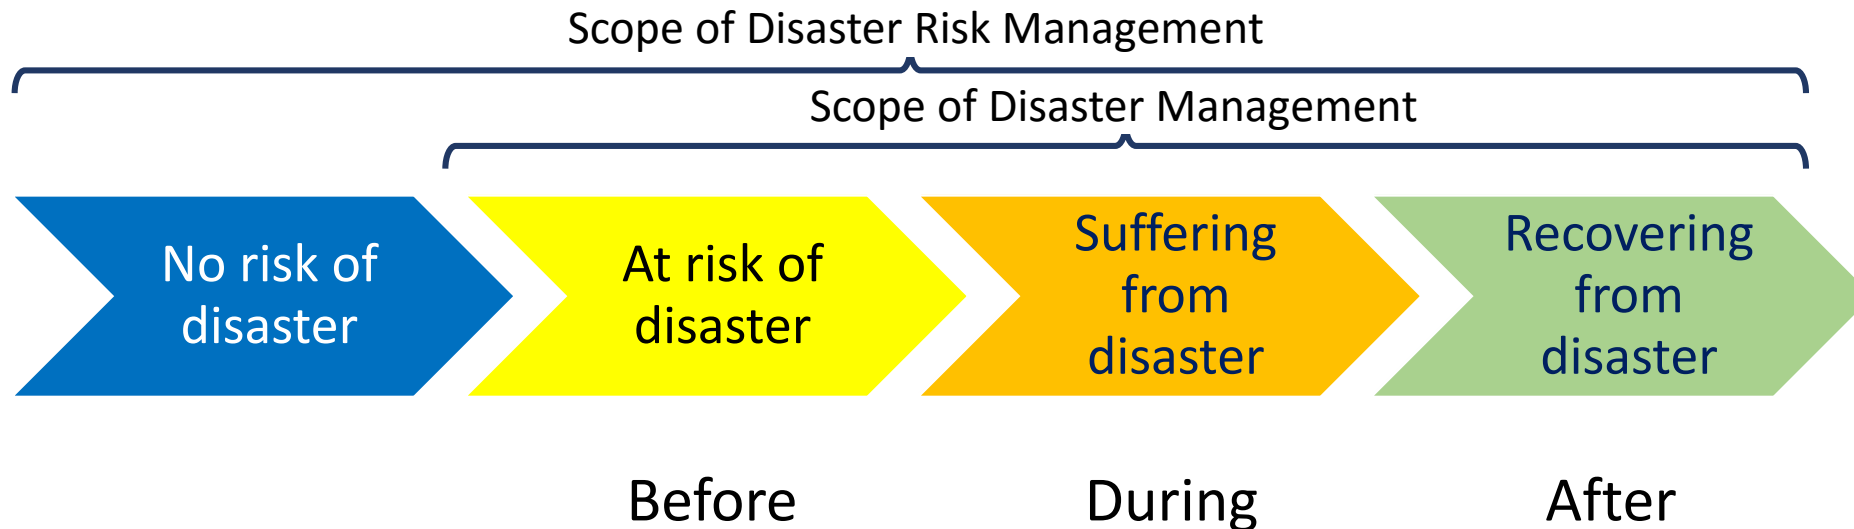 Scope of Disaster Risk Management
Scope of Disaster Management
No risk of
disaster
At risk of
disaster
Suffering
from
disaster
Recovering
from
disaster
Before
During
After